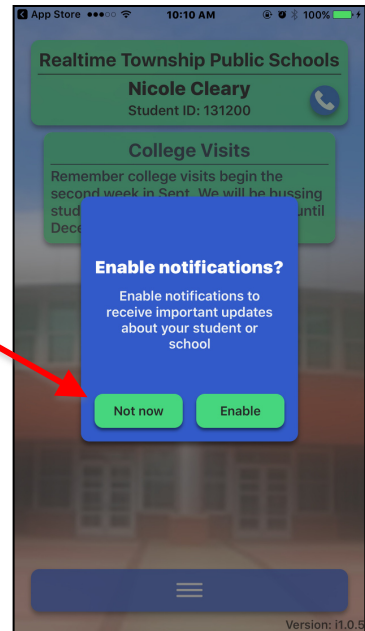 App Store 10:10 AM 100%
Realtime Township Public Schools
Nicole Cleary
Student ID: 131200
College Visits
Remember college visits begin the
second week in Sept. We will be bussing
stud until
Dece
Enable notifications?
Enable notifications to
receive important updates
about your student or
school
Not now Enable
Version: i1.0.5